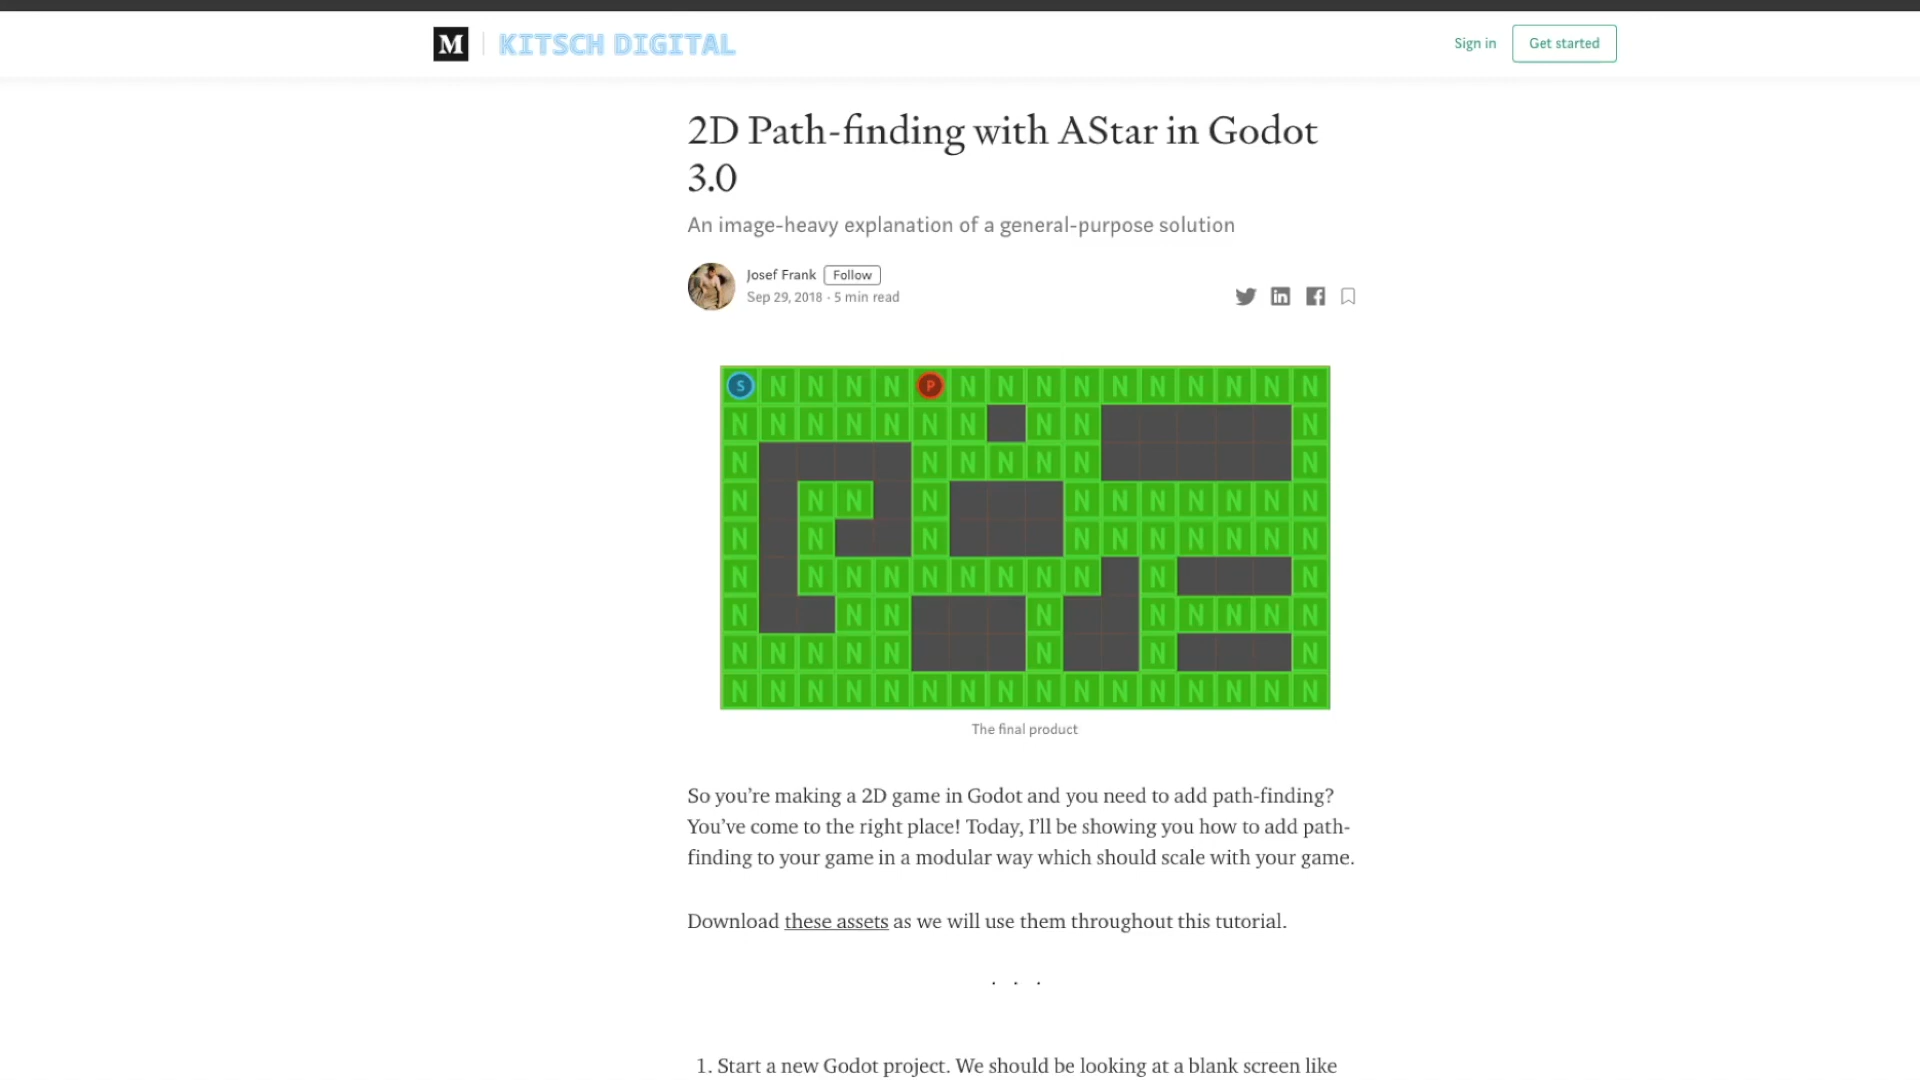 M KITSCH DIGITAL Sign in Get started
2D Path-finding with AStar in Godot
3.0
An image-heavy explanation of a general-purpose solution
Josef Frank Follow
Sep 29, 2018 · 5 min read
S N N N N P N N N N N N N N N N
N N N N N N N N N N
N N N N N N N
N N N N N N N N N N N
N N N N N N N N N N
N N N N N N N N N N N
N N N N N N N N N
N N N N N N N N
N N N N N N N N N N N N N N N N
The final product
So you’re making a 2D game in Godot and you need to add path-finding?
You’ve come to the right place! Today, I’ll be showing you how to add path-
finding to your game in a modular way which should scale with your game.
Download these assets as we will use them throughout this tutorial.
. . .
1. Start a new Godot project. We should be looking at a blank screen like